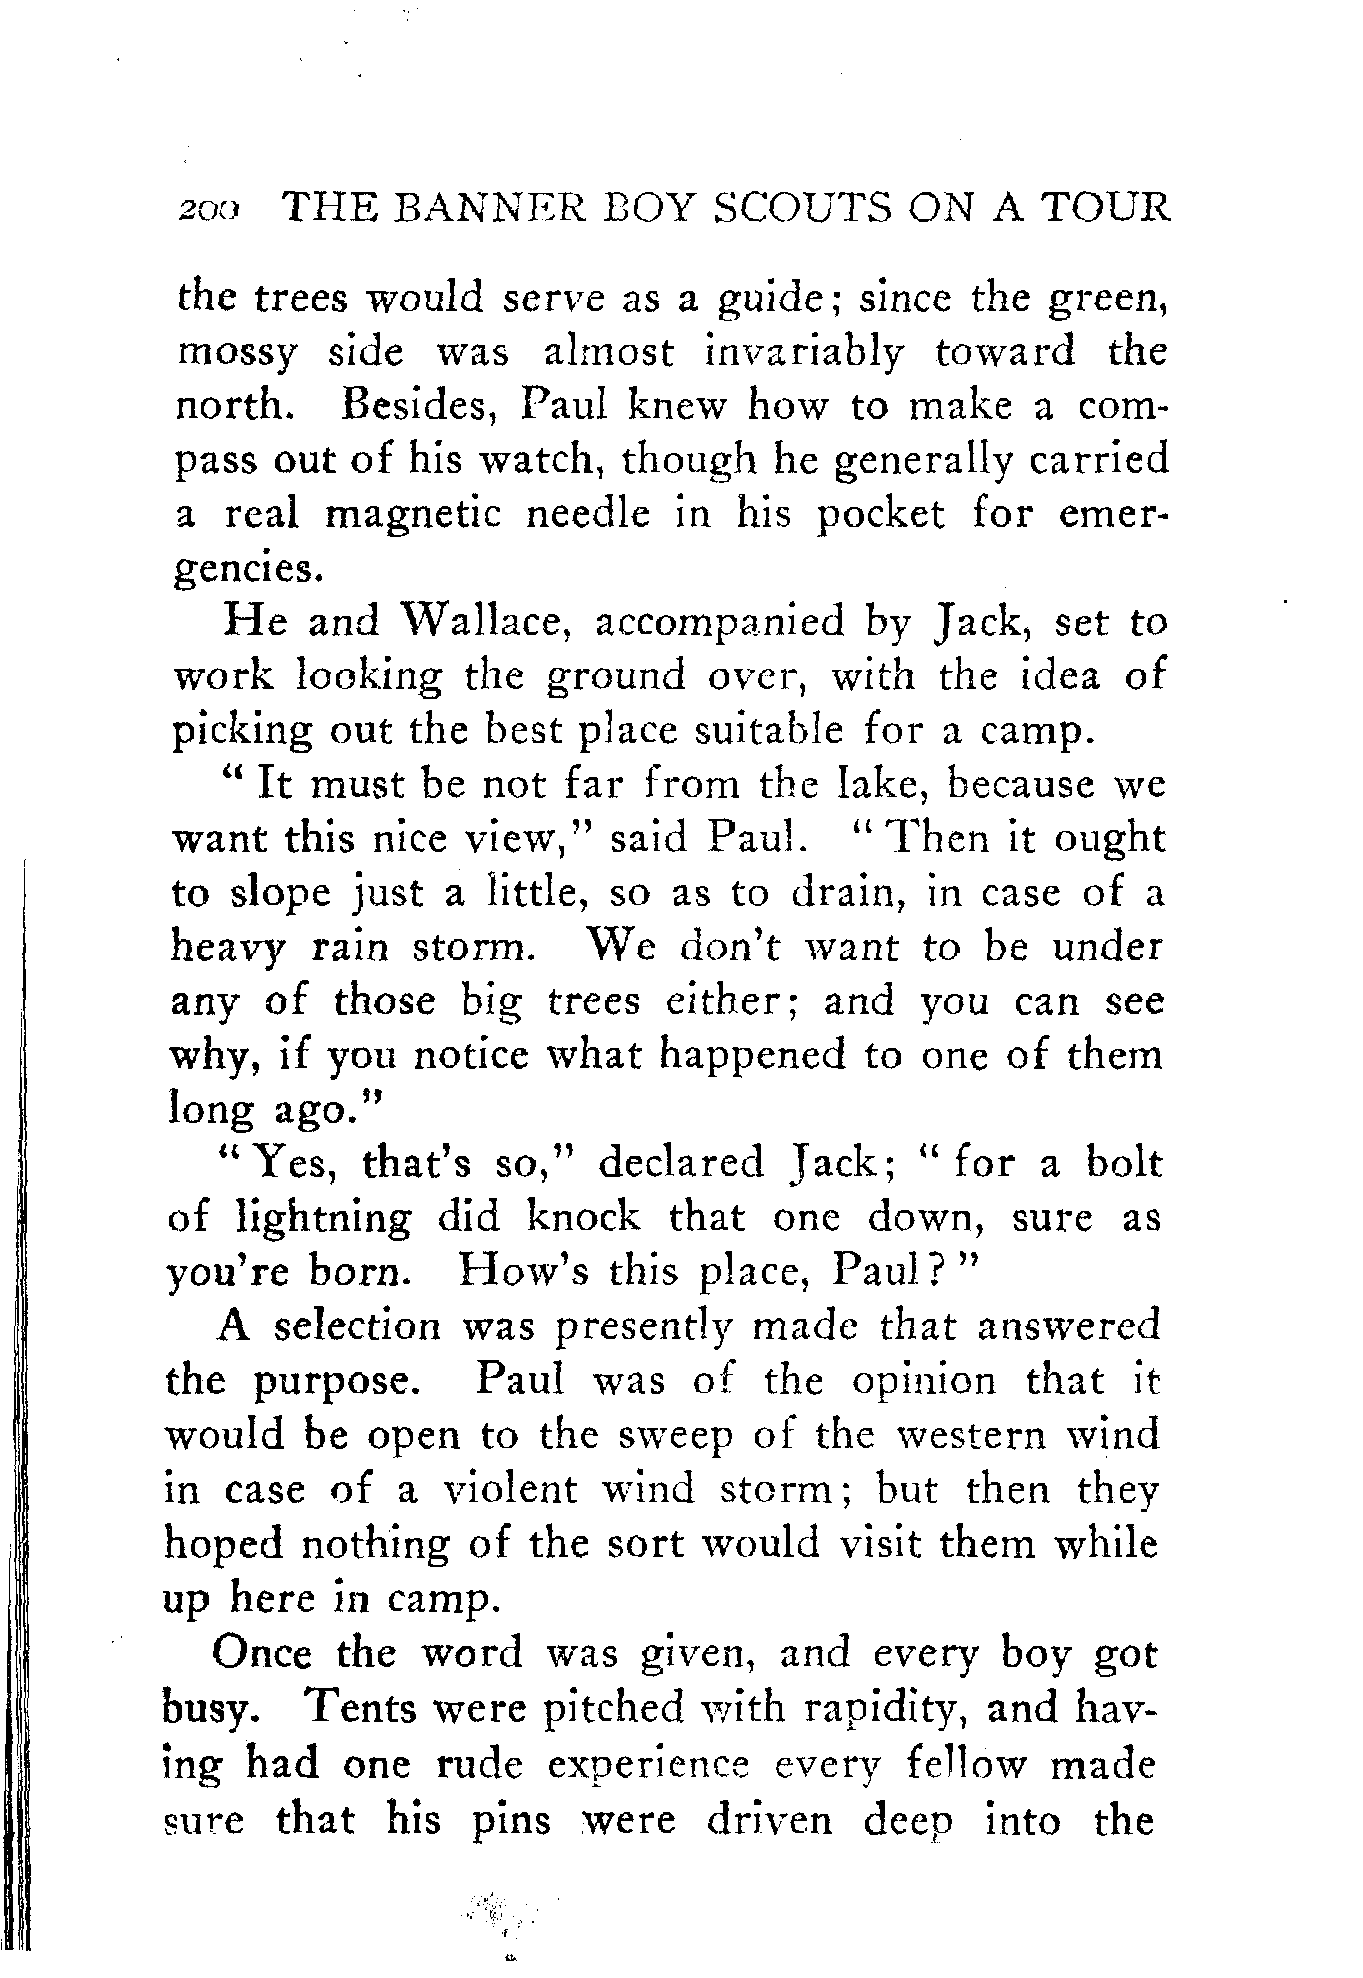 200 THE BANNER BOY SCOUTS ON A TOUR
the trees would serve as a guide; since the green,
mossy side was almost invariably toward the
north. Besides, Paul knew how to make a com-
pass out of his watch, though he generally carried
a real magnetic needle in his pocket for emer-
gencies.
He and Wallace, accompanied by Jack, set to
work looking the ground over, with the idea of
picking out the best place suitable for a camp.
" It must be not far from the lake, because we
want this nice view," said Paul. " Then it ought
to slope just a little, so as to drain, in case of a
heavy rain storm. We don't want to be under
any of those big trees either; and you can see
why, if you notice what happened to one of them
long ago."
" Yes, that's so," declared Jack; " for a bolt
of lightning did knock that one down, sure as
you're born. How's this place, Paul? "
A selection was presently made that answered
the purpose. Paul was of the opinion that it
would be open to the sweep of the western wind
in case of a violent wind storm; but then they
hoped nothing of the sort would visit them while
up here in camp.
Once the word was given, and every boy got
busy. Tents were pitched with rapidity, and hav-
ing had one rude experience every fellow made
sure that his pins were driven deep into the